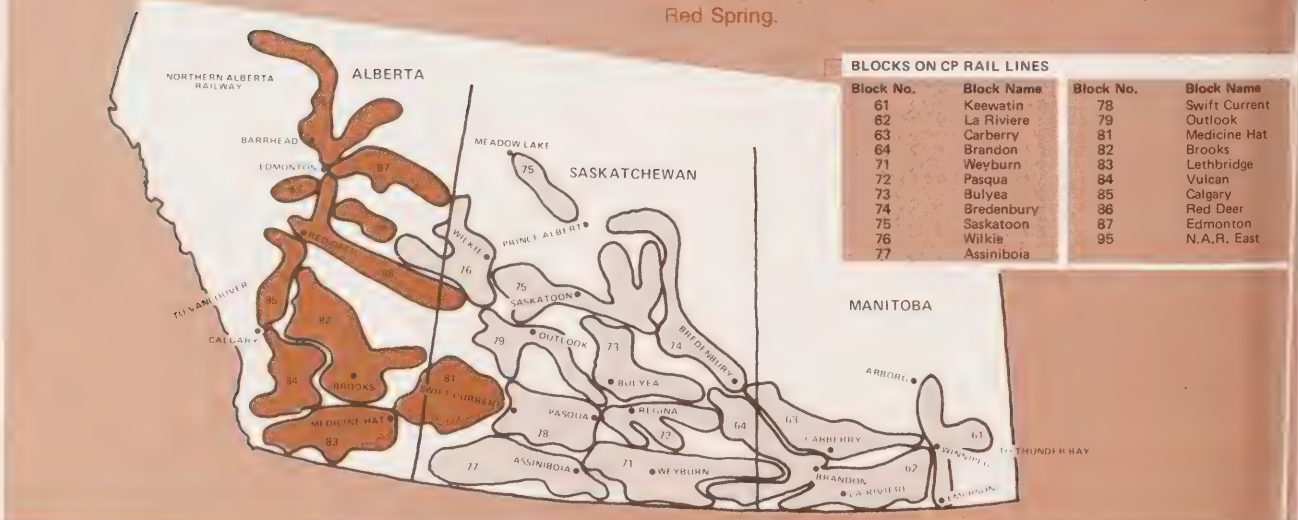 Red Spring.
BLOCKS ON CP RAIL LINES
Block No. Block Name Block No. Block Name
61 Keewatin 78 Swift Current
62 La Riviere 79 Outlook
63 Carberry 81 Medicine Hat
64 Brandon 82 Brooks
71 Weyburn 83 Lethbridge
72 Pasqua 84 Vulcan
73 Bulyea 85 Calgary
74 Bredenbury 86 Red Deer
75 Saskatoon 87 Edmonton
76 Wilkie 95 N.A.R. East
77 Assiniboia
NORTHERN ALBERTA
RAILWAY
ALBERTA
BARRHEAD
EDMONTON
87
MEADOW LAKE
75
SASKATCHEWAN
PRINCE ALBERT
RED DEER
86
WILKIE
76
75
SASKATOON
MANITOBA
TO VANCOUVER
85
CALGARY
82
79
OUTLOOK
73
74
BREDENBURY
BULYEA
ARBORG
84
BROOKS
81
SWIFT CURRENT
MEDICINE HAT
83
PASQUA
78
REGINA
72
64
63
CARBERRY
61
WINNIPEG
TO THUNDER BAY
77
ASSINIBOIA
71
WEYBURN
BRANDON
62
LA RIVIERE
EMERSON